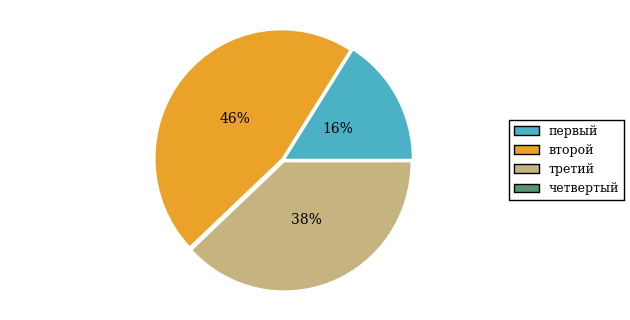 46%
16%
38%
первый
второй
третий
четвертый